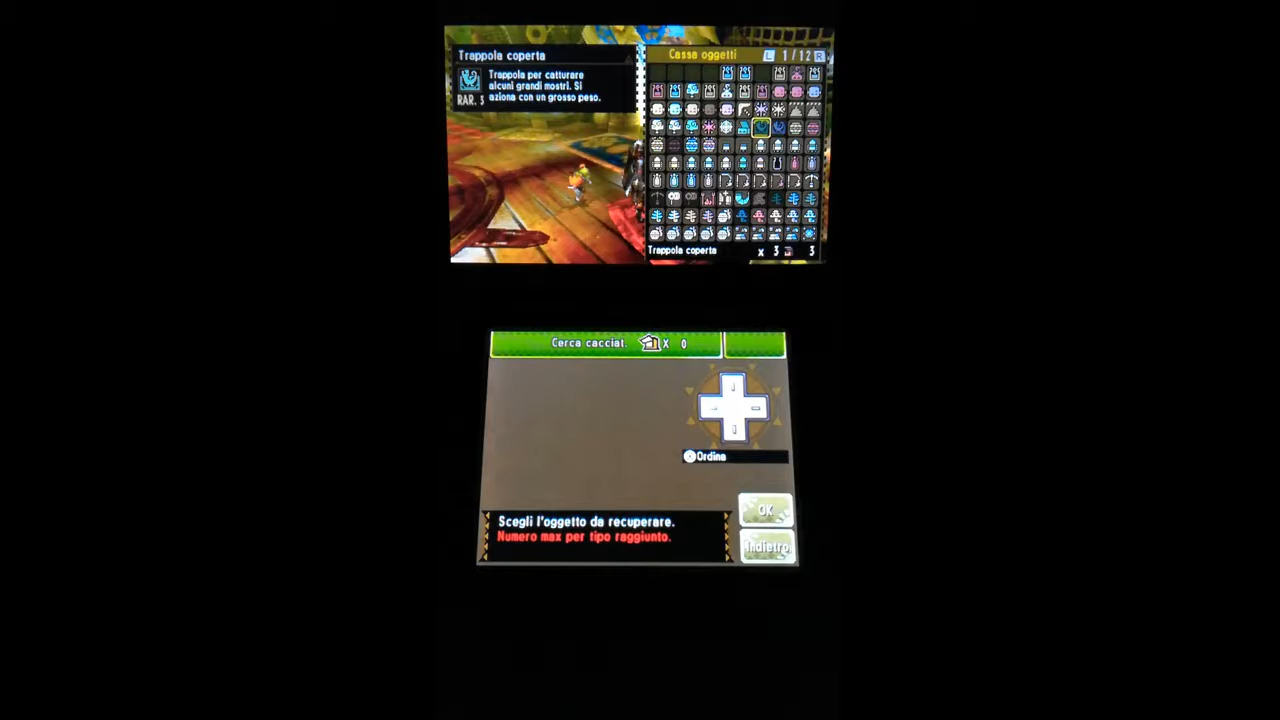 Trappola coperta
Trappola per catturare
alcuni grandi mostri. Si
aziona con un grosso peso.
RAR. 3
Cassa oggetti
L 1/12 R
Trappola coperta x 3 3
Cerca cacciat. X 0
Ordina
OK
Scegli l'oggetto da recuperare.
Numero max per tipo raggiunto.
Indietro